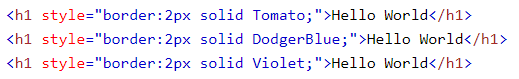 <h1 style="border:2px solid Tomato;">Hello World</h1>
<h1 style="border:2px solid DodgerBlue;">Hello World</h1>
<h1 style="border:2px solid Violet;">Hello World</h1>